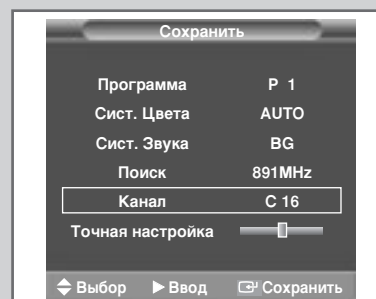 Сохранить
Программа P 1
Сист. Цвета AUTO
Сист. Звука BG
Поиск 891MHz
Канал C 16
Точная настройка
Выбор Ввод Сохранить